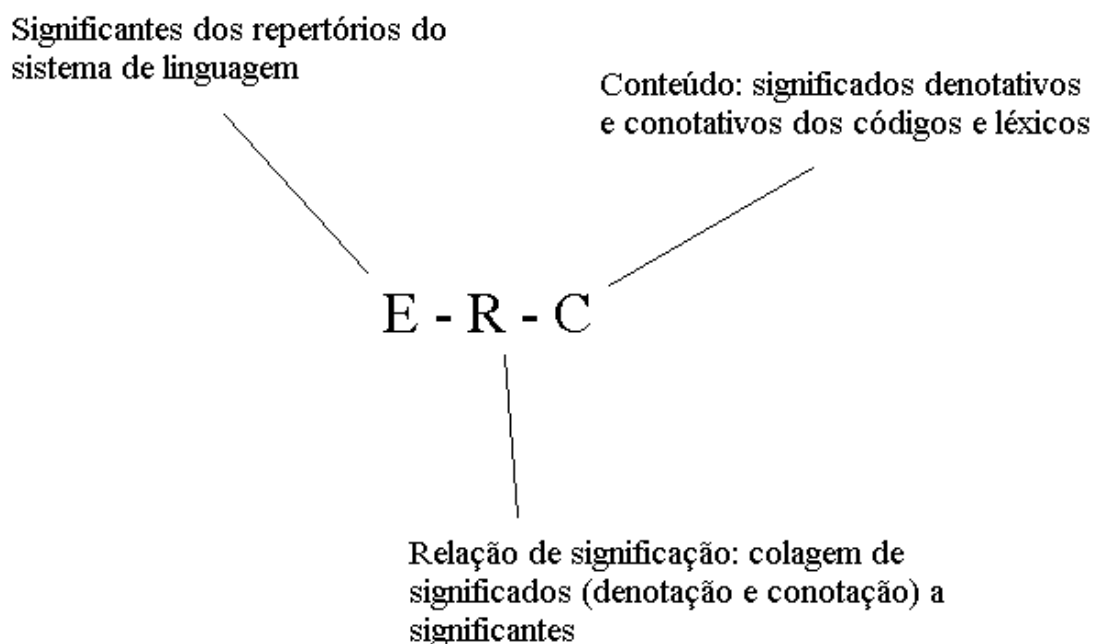 Significantes dos repertórios do
sistema de linguagem
Conteúdo: significados denotativos
e conotativos dos códigos e léxicos
E - R - C
Relação de significação: colagem de
significados (denotação e conotação) a
significantes